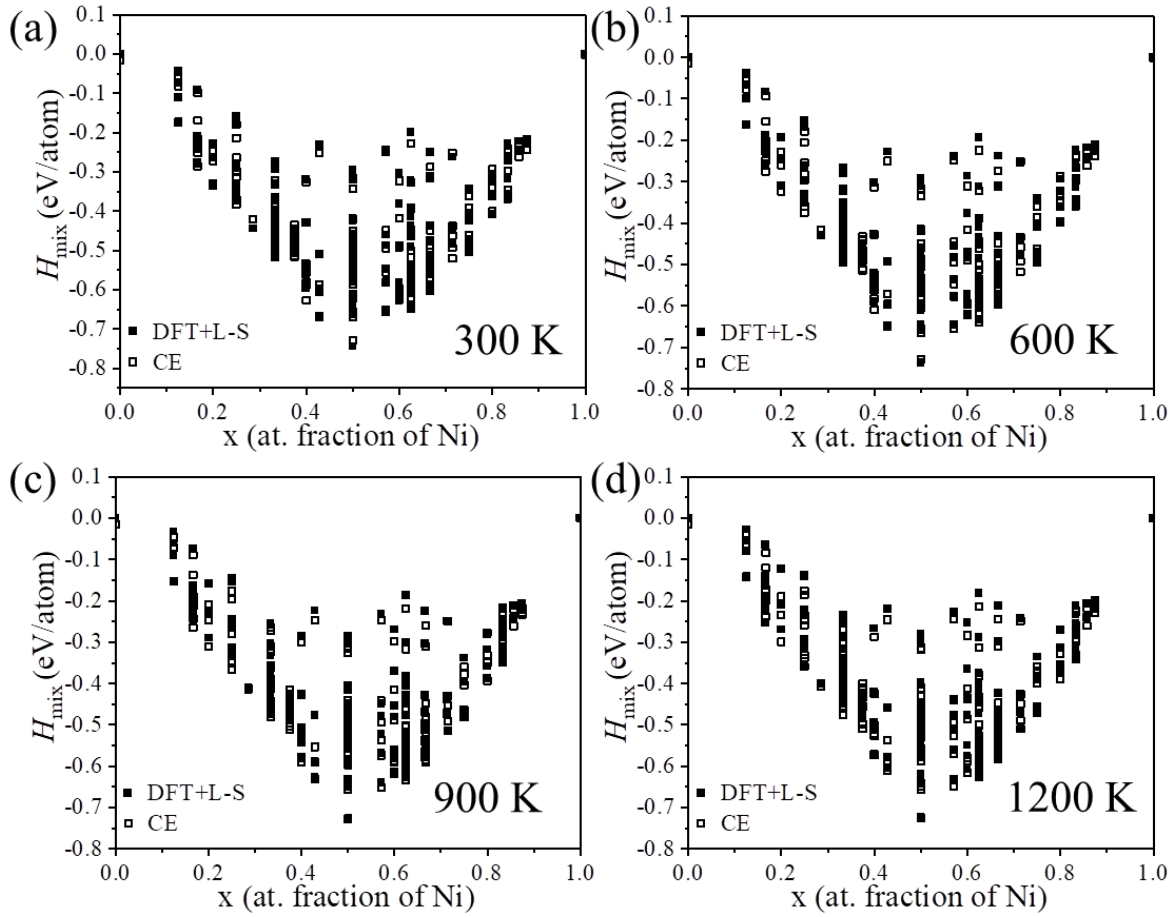 (a)
0.1
0.0
-0.1
-0.2
-0.3
-0.4
-0.5
-0.6
-0.7
-0.8
H_mix (eV/atom)
DFT+L-S
CE
300 K
0.0 0.2 0.4 0.6 0.8 1.0
x (at. fraction of Ni)
(b)
0.1
0.0
-0.1
-0.2
-0.3
-0.4
-0.5
-0.6
-0.7
-0.8
H_mix (eV/atom)
DFT+L-S
CE
600 K
0.0 0.2 0.4 0.6 0.8 1.0
x (at. fraction of Ni)
(c)
0.1
0.0
-0.1
-0.2
-0.3
-0.4
-0.5
-0.6
-0.7
-0.8
H_mix (eV/atom)
DFT+L-S
CE
900 K
0.0 0.2 0.4 0.6 0.8 1.0
x (at. fraction of Ni)
(d)
0.1
0.0
-0.1
-0.2
-0.3
-0.4
-0.5
-0.6
-0.7
-0.8
H_mix (eV/atom)
DFT+L-S
CE
1200 K
0.0 0.2 0.4 0.6 0.8 1.0
x (at. fraction of Ni)